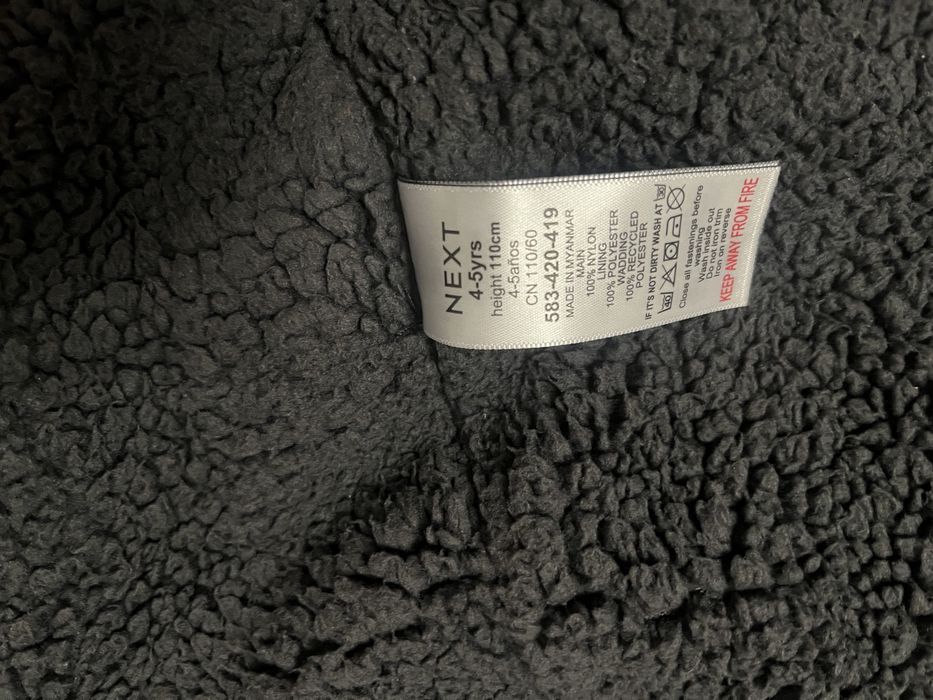 NEXT
4-5yrs
height 110cm
4-5años
CN 110/60
583-420-419
MADE IN MYANMAR
MAIN
100% NYLON
LINING
100% POLYESTER
WADDING
100% RECYCLED
POLYESTER
IF IT'S NOT DIRTY WASH AT 30
40
Close all fastenings before
washing
Wash inside out
Do not iron trim
Iron on reverse
KEEP AWAY FROM FIRE